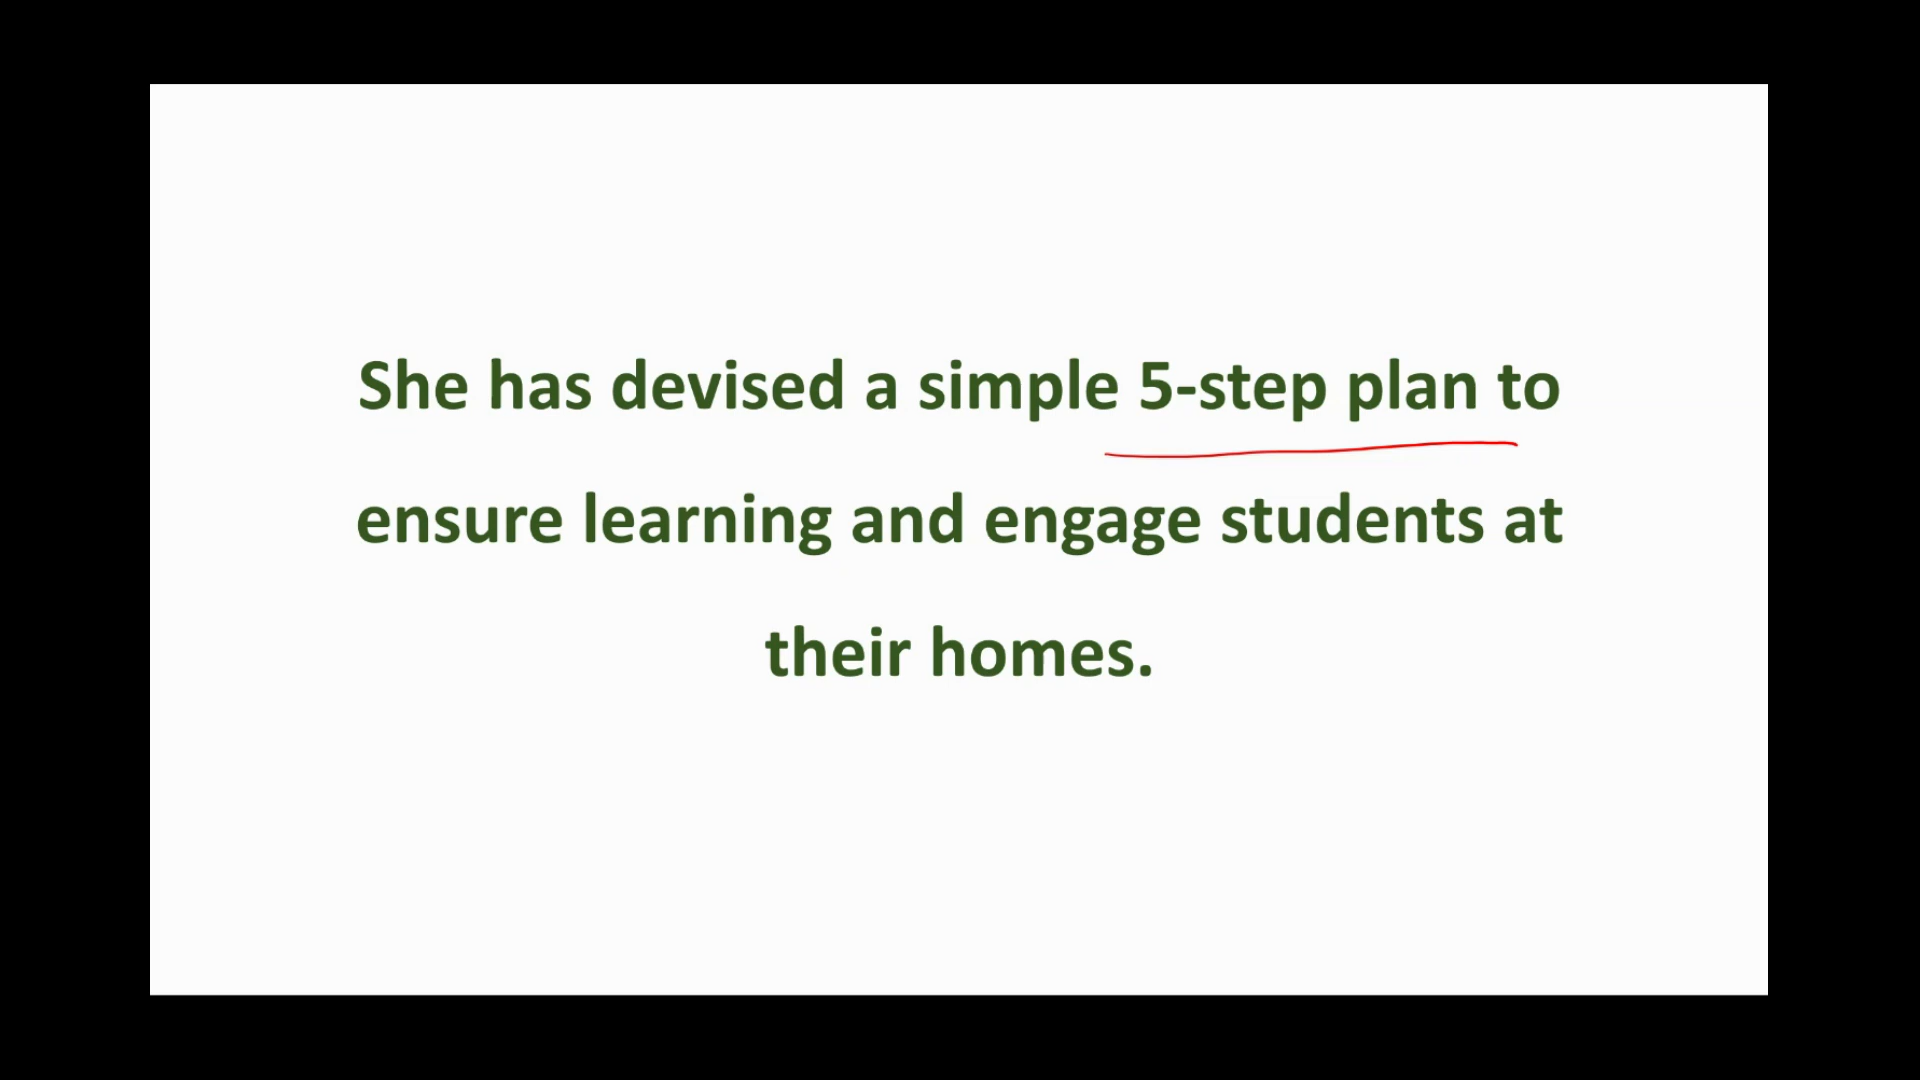 She has devised a simple 5-step plan to
ensure learning and engage students at
their homes.